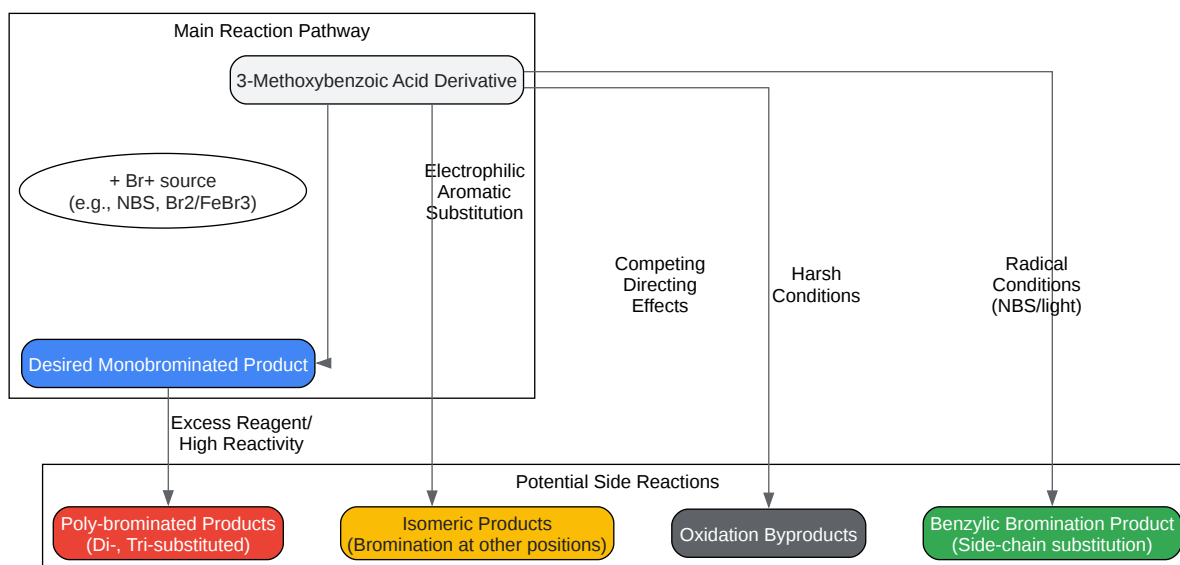 Main Reaction Pathway
3-Methoxybenzoic Acid Derivative
+ Br+ source
(e.g., NBS, Br2/FeBr3)
Electrophilic
Aromatic
Substitution
Competing
Directing
Effects
Harsh
Conditions
Radical
Conditions
(NBS/light)
Desired Monobrominated Product
Excess Reagent/
High Reactivity
Potential Side Reactions
Poly-brominated Products
(Di-, Tri-substituted)
Isomeric Products
(Bromination at other positions)
Oxidation Byproducts
Benzylic Bromination Product
(Side-chain substitution)